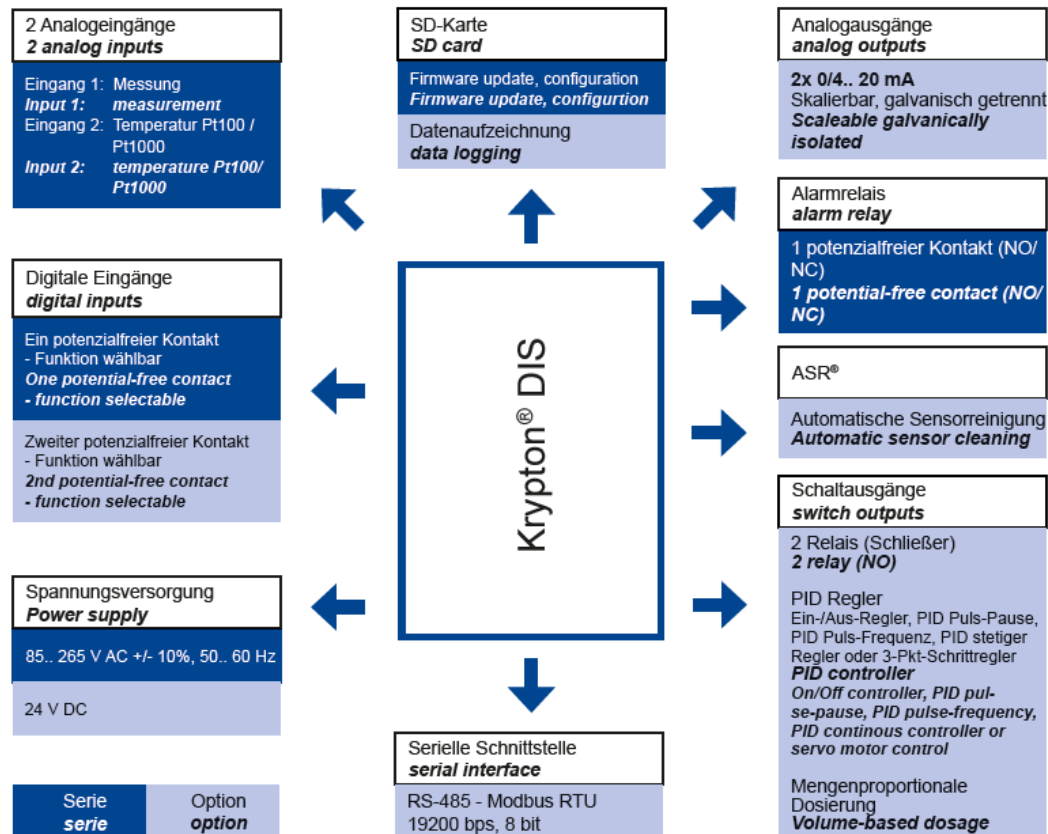 2 Analogeingänge
2 analog inputs
Eingang 1: Messung
Input 1: measurement
Eingang 2: Temperatur Pt100 /
Pt1000
Input 2: temperature Pt100/
Pt1000
SD-Karte
SD card
Firmware update, configuration
Firmware update, configurtion
Datenaufzeichnung
data logging
Analogausgänge
analog outputs
2x 0/4.. 20 mA
Skalierbar, galvanisch getrennt
Scaleable galvanically
isolated
Alarmrelais
alarm relay
1 potenzialfreier Kontakt (NO/
NC)
1 potential-free contact (NO/
NC)
Digitale Eingänge
digital inputs
Ein potenzialfreier Kontakt
- Funktion wählbar
One potential-free contact
- function selectable
Zweiter potenzialfreier Kontakt
- Funktion wählbar
2nd potential-free contact
- function selectable
Krypton® DIS
ASR®
Automatische Sensorreinigung
Automatic sensor cleaning
Schaltausgänge
switch outputs
2 Relais (Schließer)
2 relay (NO)
PID Regler
Ein-/Aus-Regler, PID Puls-Pause,
PID Puls-Frequenz, PID stetiger
Regler oder 3-Pkt-Schrittregler
PID controller
On/Off controller, PID pul-
se-pause, PID pulse-frequency,
PID continous controller or
servo motor control
Mengenproportionale
Dosierung
Volume-based dosage
Spannungsversorgung
Power supply
85.. 265 V AC +/- 10%, 50.. 60 Hz
24 V DC
Serielle Schnittstelle
serial interface
RS-485 - Modbus RTU
19200 bps, 8 bit
Serie
serie
Option
option